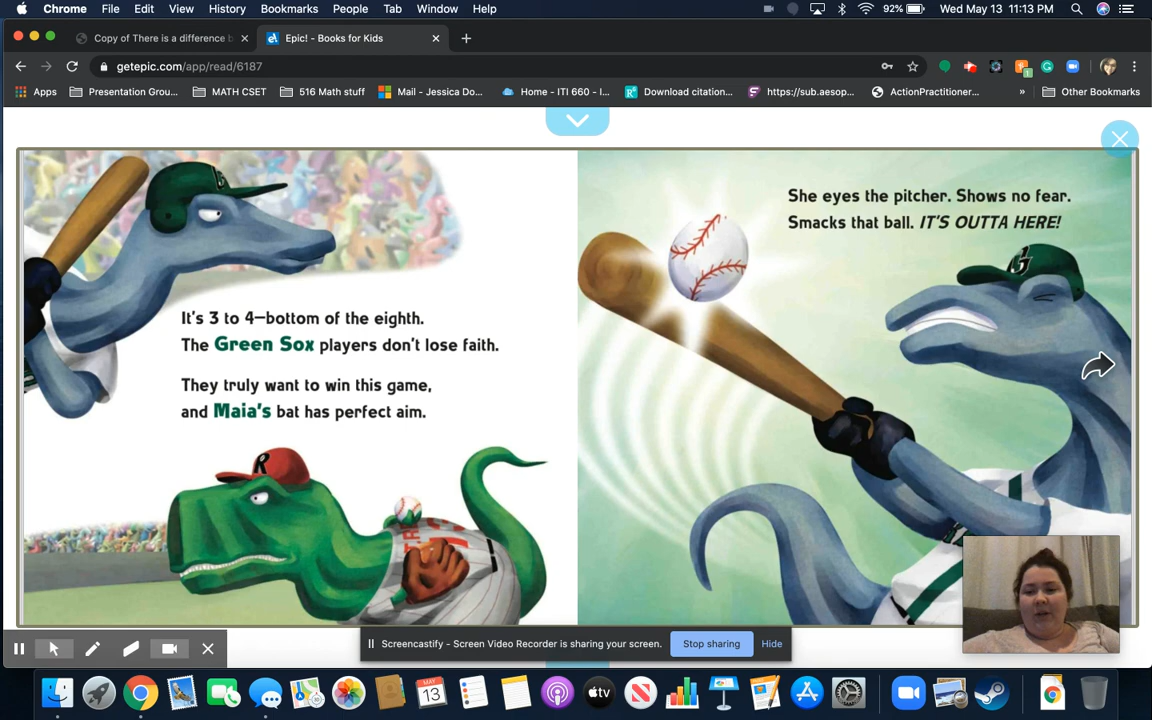 Chrome File Edit View History Bookmarks People Tab Window Help 92% Wed May 13 11:13 PM
Copy of There is a difference b
Epic! - Books for Kids
getepic.com/app/read/6187
Apps Presentation Grou... MATH CSET 516 Math stuff Mail - Jessica Do... Home - ITI 660 - I... Download citation... https://sub.aesop... ActionPractitioner... » Other Bookmarks
It's 3 to 4—bottom of the eighth.
The Green Sox players don't lose faith.
They truly want to win this game,
and Maia's bat has perfect aim.
R
She eyes the pitcher. Shows no fear.
Smacks that ball. IT'S OUTTA HERE!
Screencastify - Screen Video Recorder is sharing your screen. Stop sharing Hide
MAY
13
tv